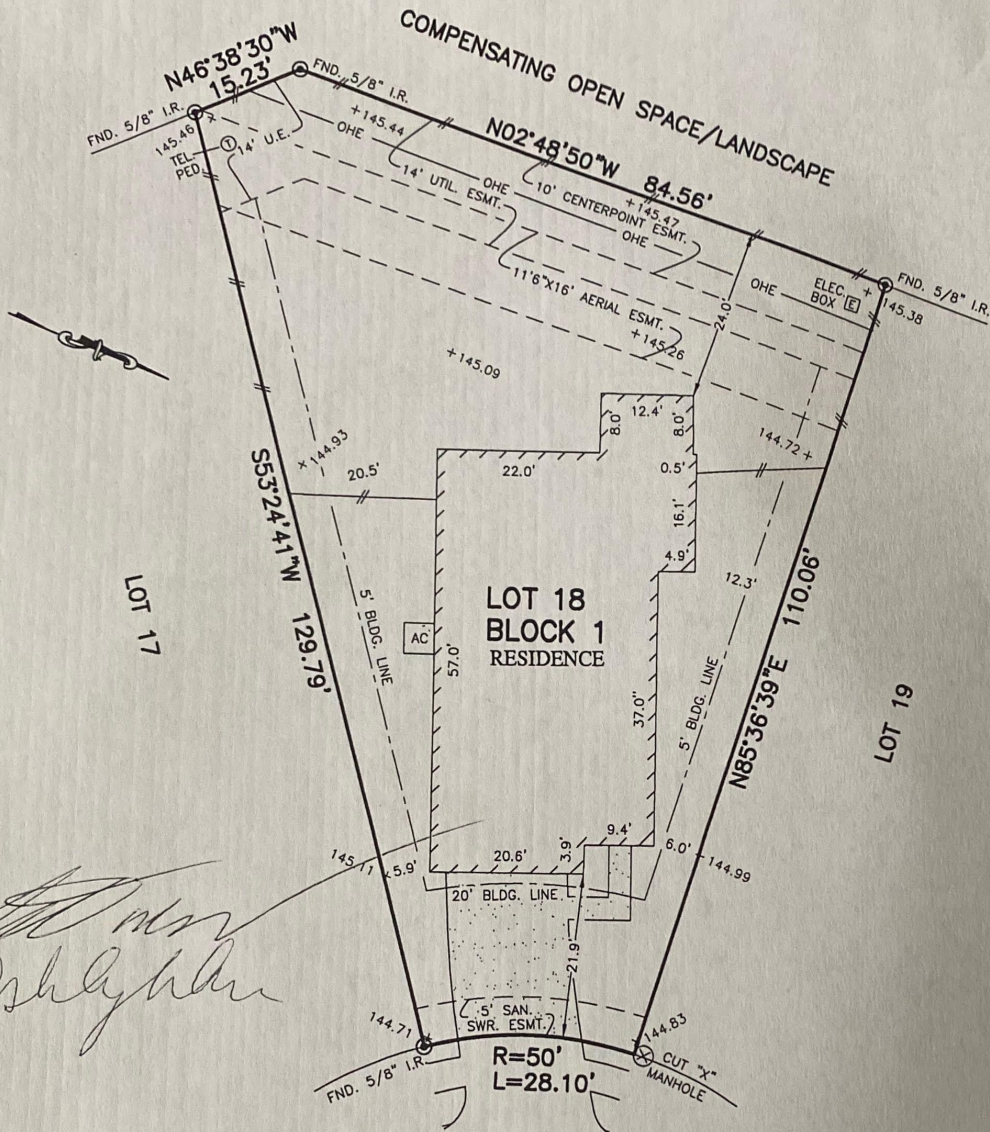 COMPENSATING OPEN SPACE/LANDSCAPE
N46°38'30"W
15.23'
FND. 5/8" I.R.
FND. 5/8" I.R.
145.46
TEL.
PED.
T
14' U.E.
+145.44
OHE
N02°48'50"W 84.56'
14' UTIL. ESMT.
OHE
10' CENTERPOINT ESMT.
+145.47
OHE
OHE
ELEC.
BOX E
+145.38
FND. 5/8" I.R.
11'6"X16' AERIAL ESMT.
+145.26
24.0'
+145.09
12.4'
8.0'
8.0'
144.72 +
x 144.93
20.5'
22.0'
0.5'
16.1'
4.9'
12.3'
S53°24'41"W 129.79'
LOT 17
5' BLDG. LINE
AC
57.0'
LOT 18
BLOCK 1
RESIDENCE
37.0"
5' BLDG. LINE
N85°36'39"E 110.06'
LOT 19
9.4'
3.9'
20.6'
6.0'
+144.99
145.11
x5.9'
20' BLDG. LINE
21.9'
5' SAN.
SWR. ESMT.
144.71
144.83
FND. 5/8" I.R.
R=50'
L=28.10'
CUT "X"
MANHOLE